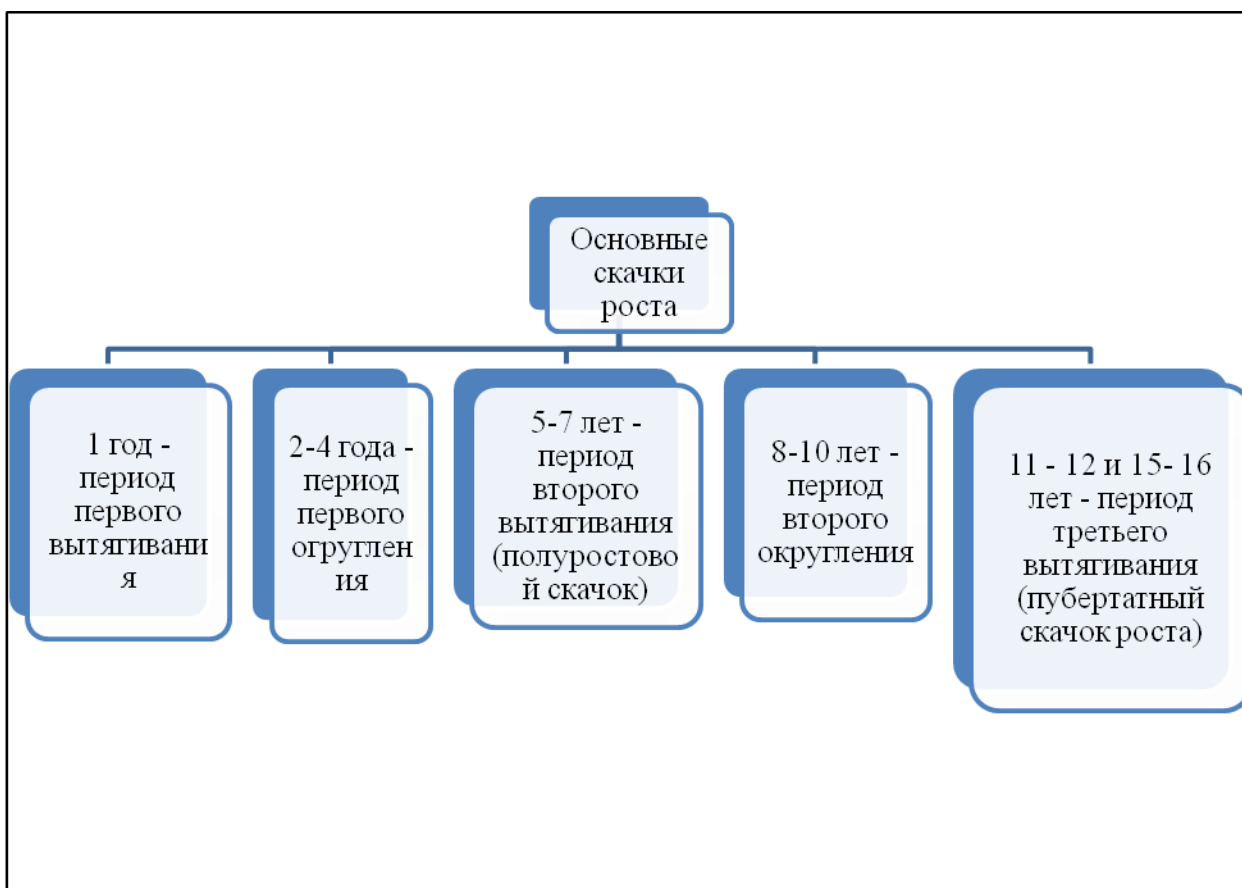 Основные
скачки
роста
1 год -
период
первого
вытягивани
я
2-4 года -
период
первого
огруглен
ия
5-7 лет -
период
второго
вытягивания
(полуростово
й скачок)
8-10 лет -
период
второго
округления
11 - 12 и 15- 16
лет - период
третьего
вытягивания
(пубертатный
скачок роста)